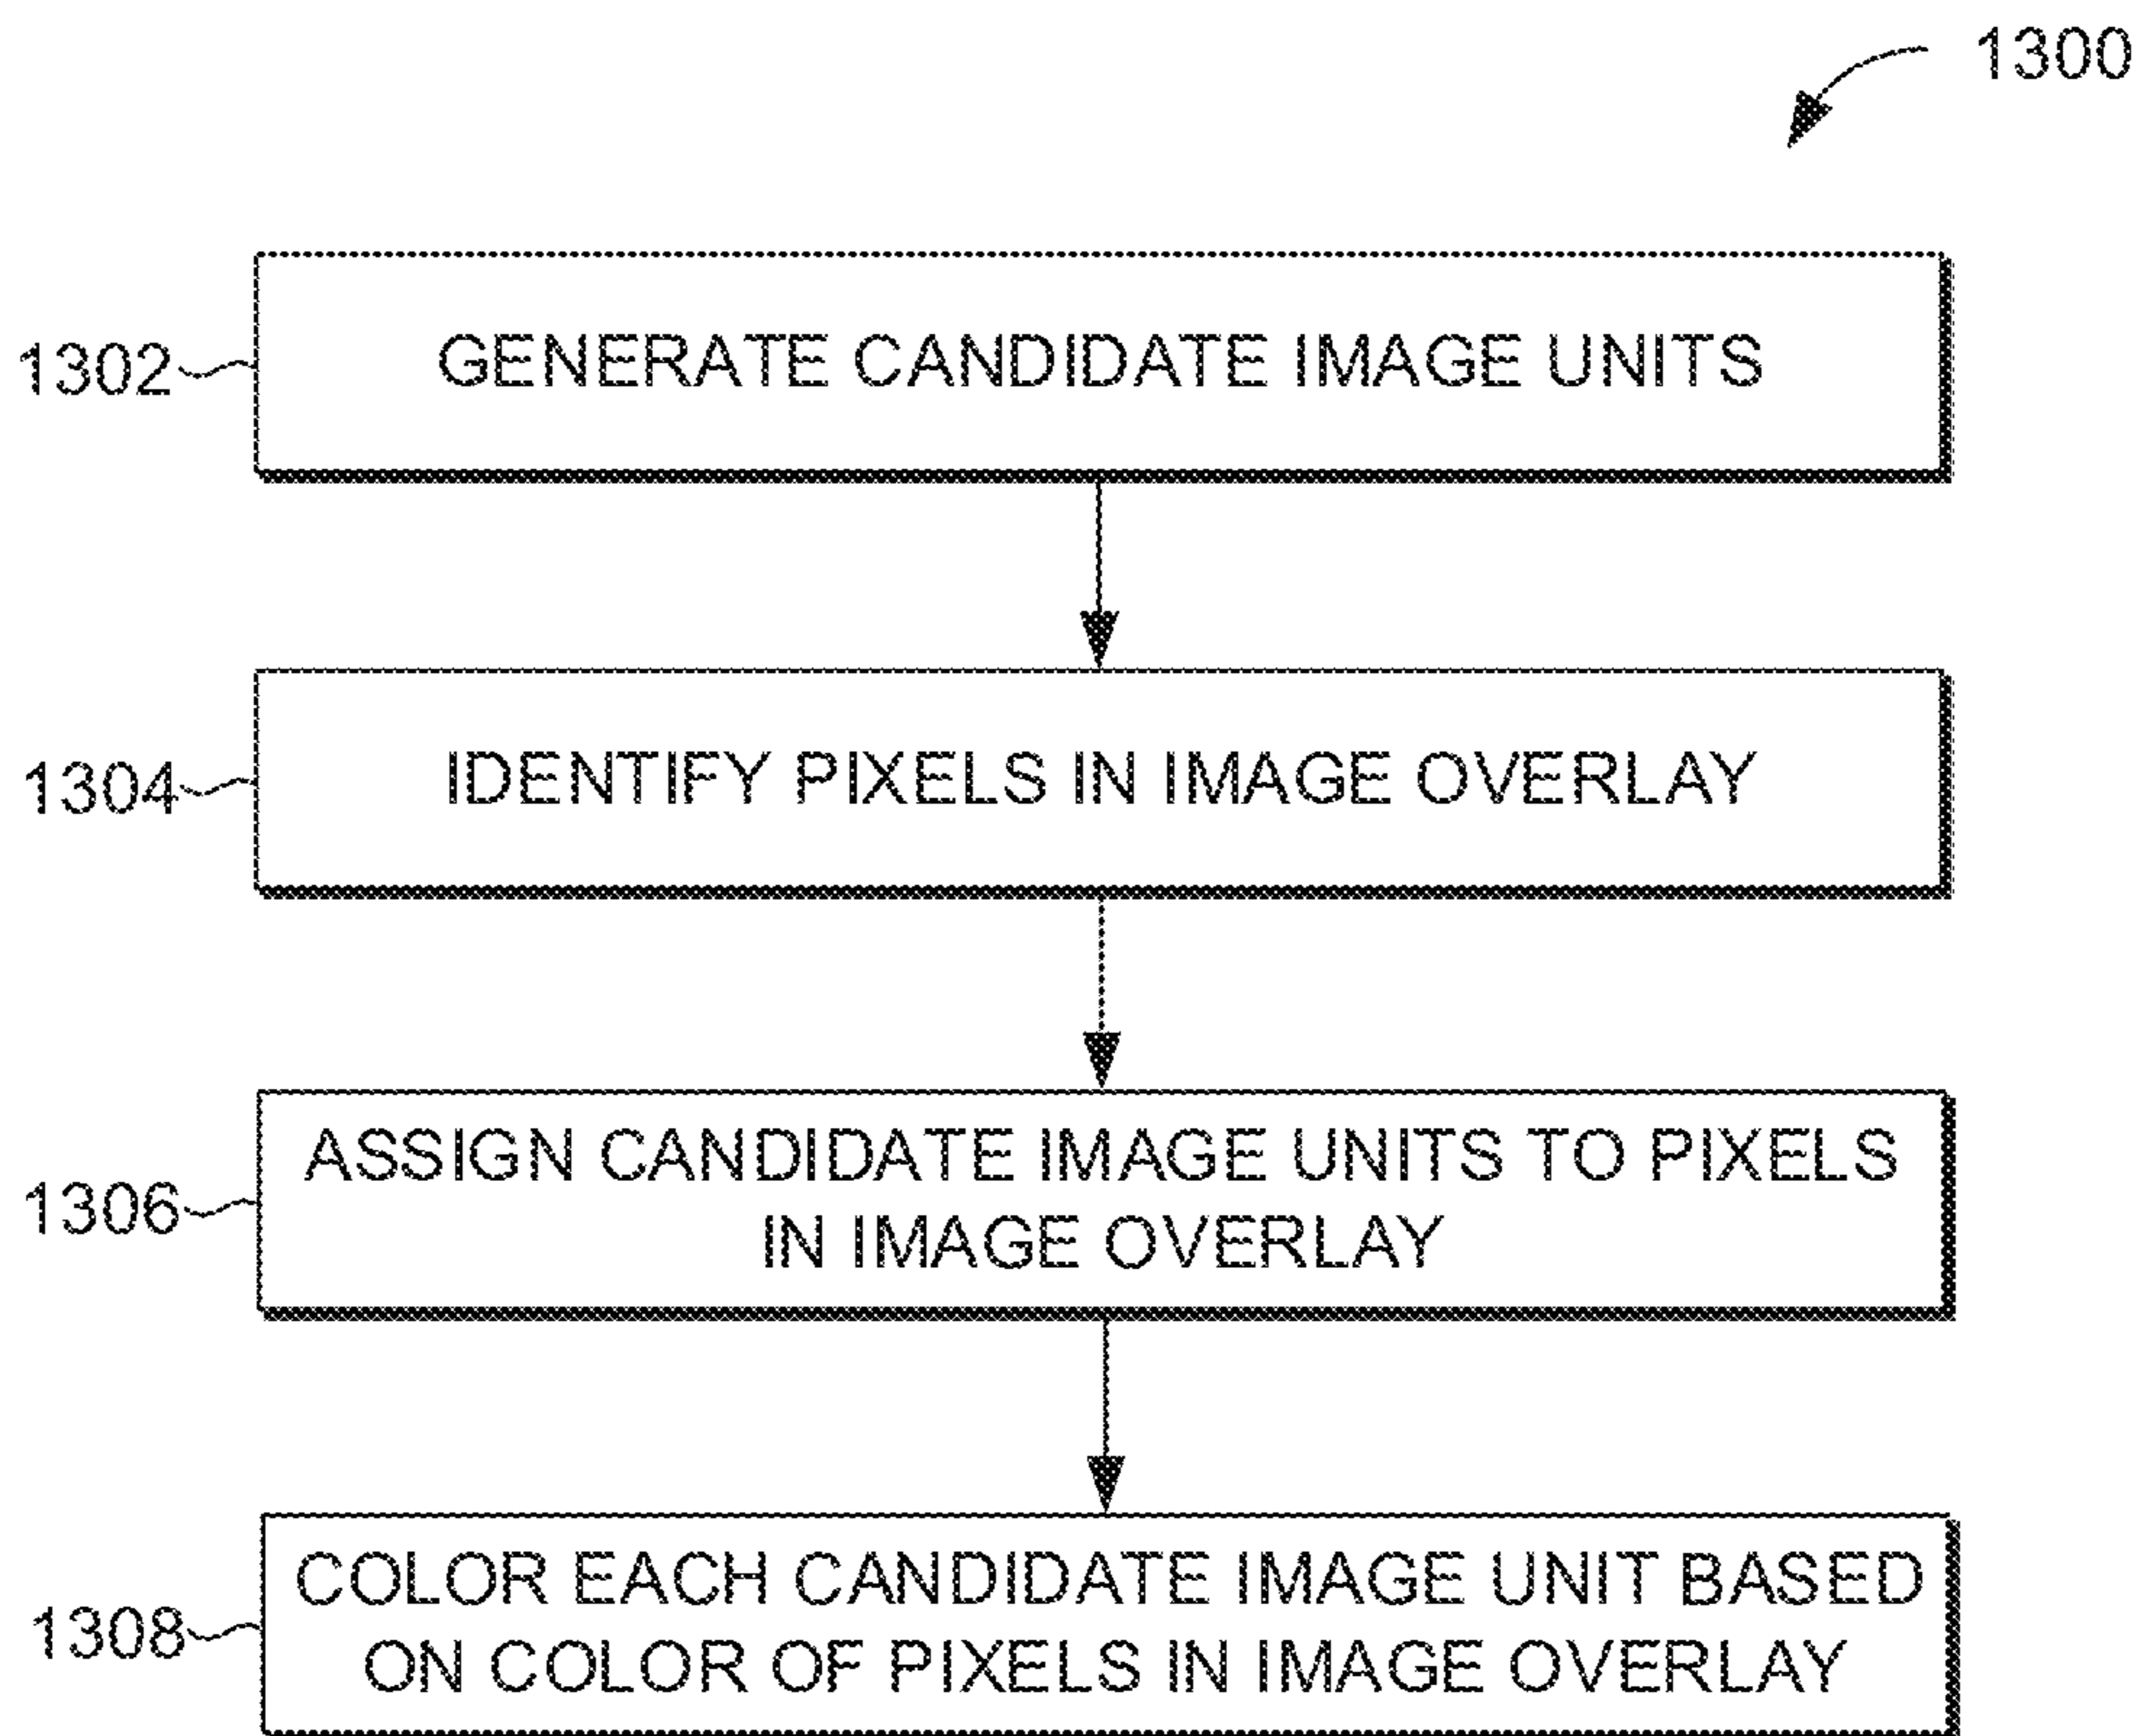 1300
1302
GENERATE CANDIDATE IMAGE UNITS
1304
IDENTIFY PIXELS IN IMAGE OVERLAY
1306
ASSIGN CANDIDATE IMAGE UNITS TO PIXELS
IN IMAGE OVERLAY
1308
COLOR EACH CANDIDATE IMAGE UNIT BASED
ON COLOR OF PIXELS IN IMAGE OVERLAY